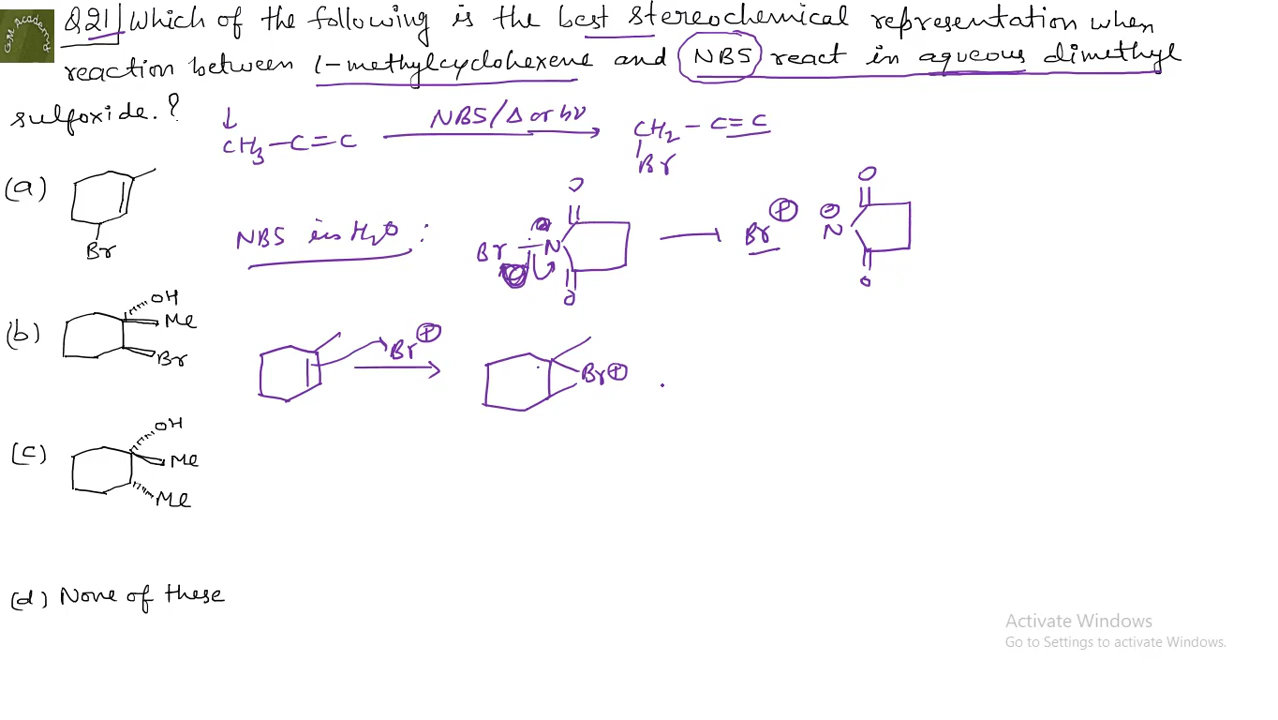 G.M. Academy
Q.21 Which of the following is the best stereochemical representation when
reaction between 1-methylcyclohexene and NBS react in aqueous dimethyl
sulfoxide.?
CH3-C=C NBS/Δ or hν CH2-C=C
Br
(a)
Br
NBS in H2O :
Br-N
O
O
Br⊕
⊖
N
O
O
(b)
OH
Me
Br
Br⊕
Br⊕
(c)
OH
Me
Me
(d) None of these
Activate Windows
Go to Settings to activate Windows.